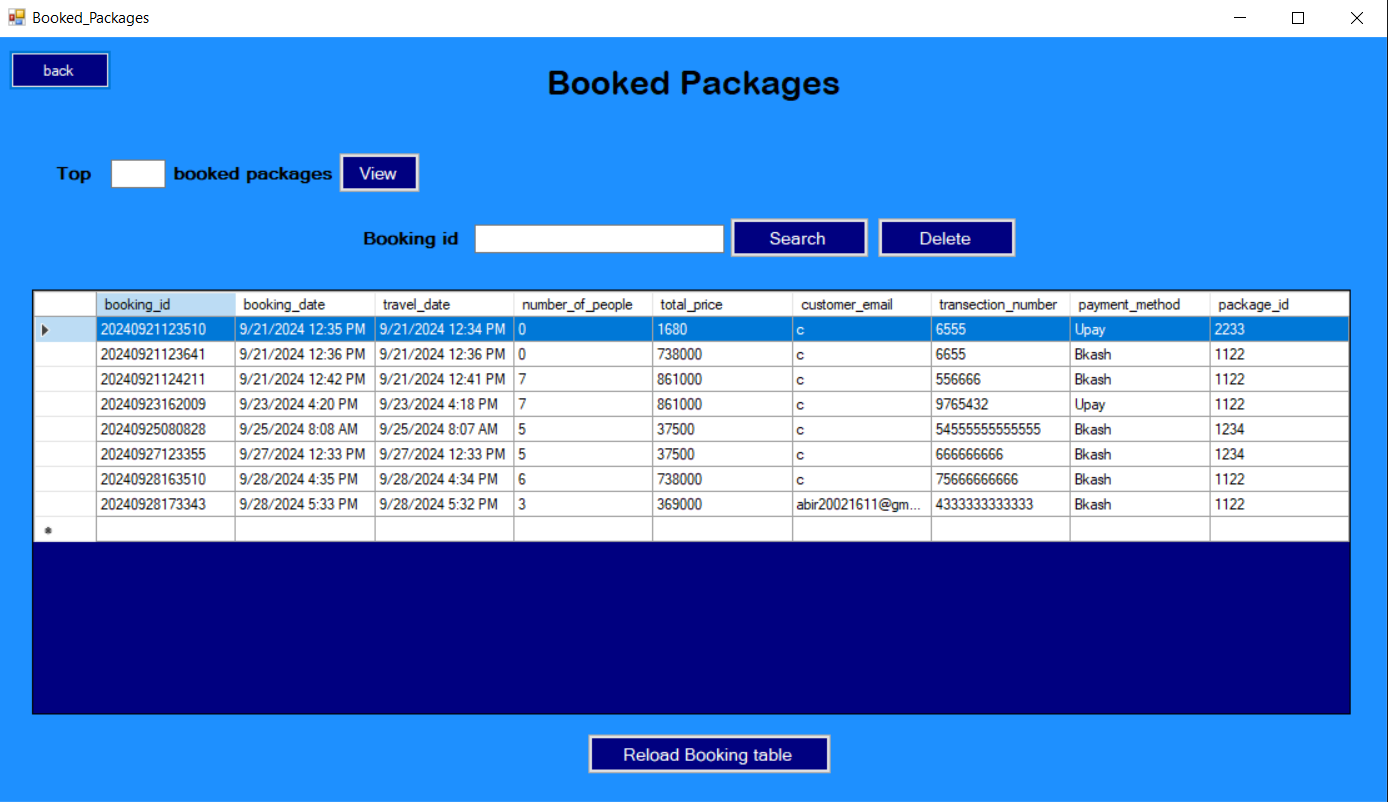 Booked_Packages
back
Booked Packages
Top booked packages View
Booking id Search Delete
booking_id booking_date travel_date number_of_people total_price customer_email transection_number payment_method package_id
20240921123510 9/21/2024 12:35 PM 9/21/2024 12:34 PM 0 1680 c 6555 Upay 2233
20240921123641 9/21/2024 12:36 PM 9/21/2024 12:36 PM 0 738000 c 6655 Bkash 1122
20240921124211 9/21/2024 12:42 PM 9/21/2024 12:41 PM 7 861000 c 556666 Bkash 1122
20240923162009 9/23/2024 4:20 PM 9/23/2024 4:18 PM 7 861000 c 9765432 Upay 1122
20240925080828 9/25/2024 8:08 AM 9/25/2024 8:07 AM 5 37500 c 54555555555555 Bkash 1234
20240927123355 9/27/2024 12:33 PM 9/27/2024 12:33 PM 5 37500 c 666666666 Bkash 1234
20240928163510 9/28/2024 4:35 PM 9/28/2024 4:34 PM 6 738000 c 75666666666 Bkash 1122
20240928173343 9/28/2024 5:33 PM 9/28/2024 5:32 PM 3 369000 abir20021611@gm... 4333333333333 Bkash 1122
Reload Booking table